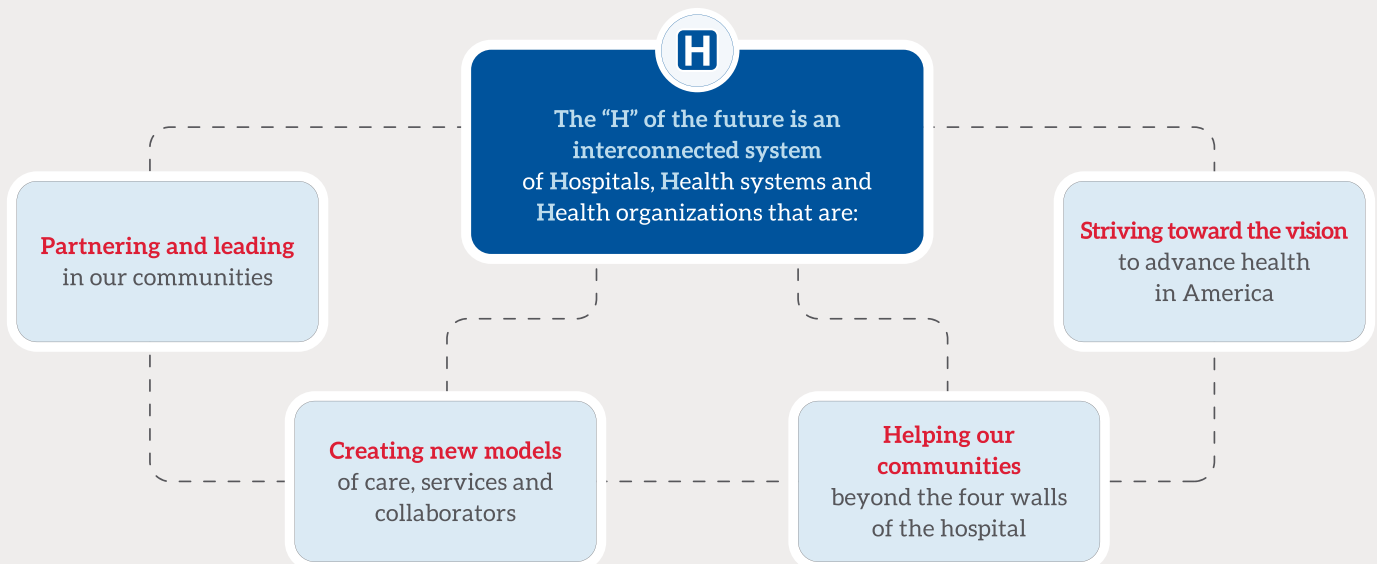 H
The “H” of the future is an
interconnected system
of Hospitals, Health systems and
Health organizations that are:
Partnering and leading
in our communities
Striving toward the vision
to advance health
in America
Creating new models
of care, services and
collaborators
Helping our
communities
beyond the four walls
of the hospital